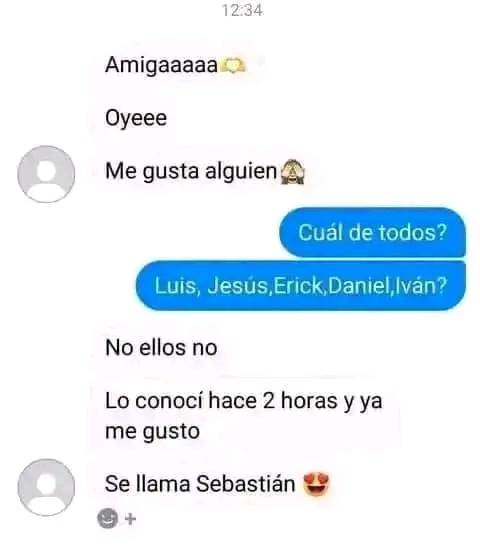 12:34
Amigaaaaa🫶
Oyeee
Me gusta alguien🙈
Cuál de todos?
Luis, Jesús,Erick,Daniel,Iván?
No ellos no
Lo conocí hace 2 horas y ya
me gusto
Se llama Sebastián 😍